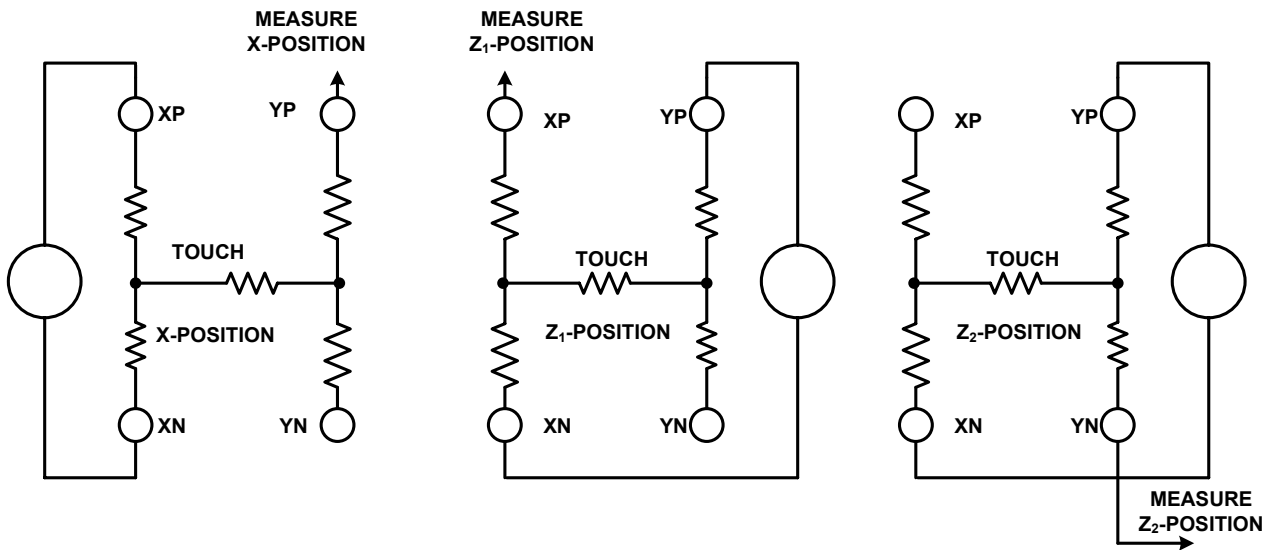 MEASURE
X-POSITION
XP
YP
TOUCH
X-POSITION
XN
YN
MEASURE
Z₁-POSITION
XP
YP
TOUCH
Z₁-POSITION
XN
YN
XP
YP
TOUCH
Z₂-POSITION
XN
YN
MEASURE
Z₂-POSITION